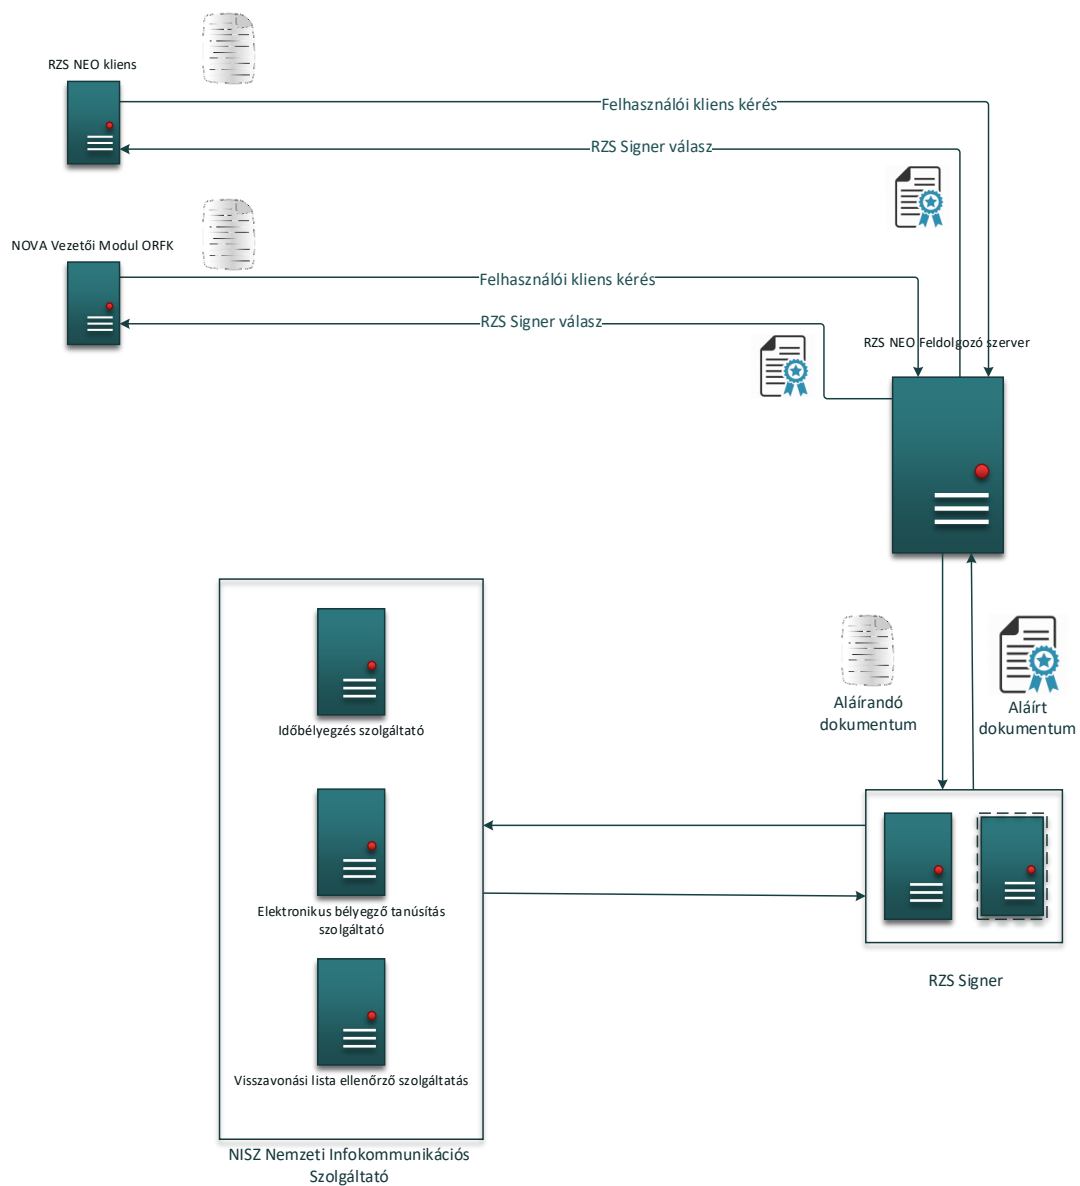 RZS NEO kliens
Felhasználói kliens kérés
RZS Signer válasz
NOVA Vezetői Modul ORFK
Felhasználói kliens kérés
RZS Signer válasz
RZS NEO Feldolgozó szerver
Aláírandó
dokumentum
Aláírt
dokumentum
Időbélyegzés szolgáltató
Elektronikus bélyegző tanúsítás
szolgáltató
RZS Signer
Visszavonási lista ellenőrző szolgáltatás
NISZ Nemzeti Infokommunikációs
Szolgáltató